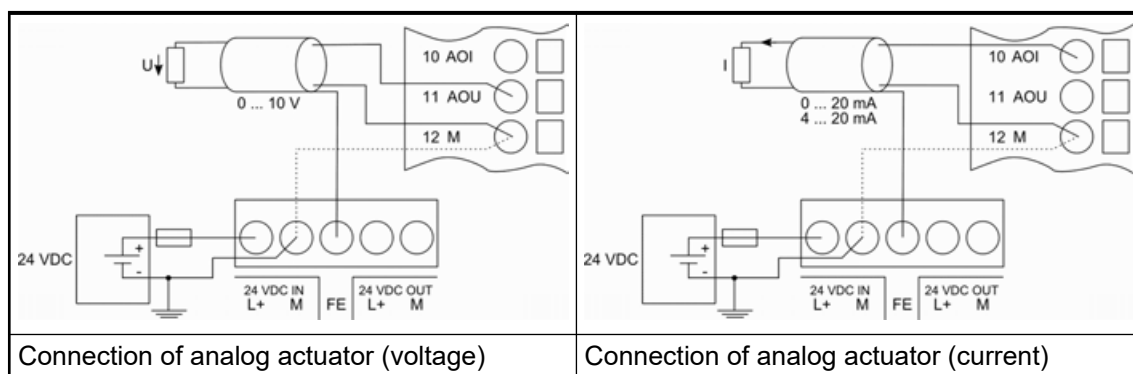 10 AOI
U
11 AOU
0 ... 10 V
12 M
24 VDC
+
-
24 VDC IN
24 VDC OUT
L+ M FE L+ M
Connection of analog actuator (voltage)
10 AOI
I
11 AOU
0 ... 20 mA
4 ... 20 mA
12 M
24 VDC
+
-
24 VDC IN
24 VDC OUT
L+ M FE L+ M
Connection of analog actuator (current)